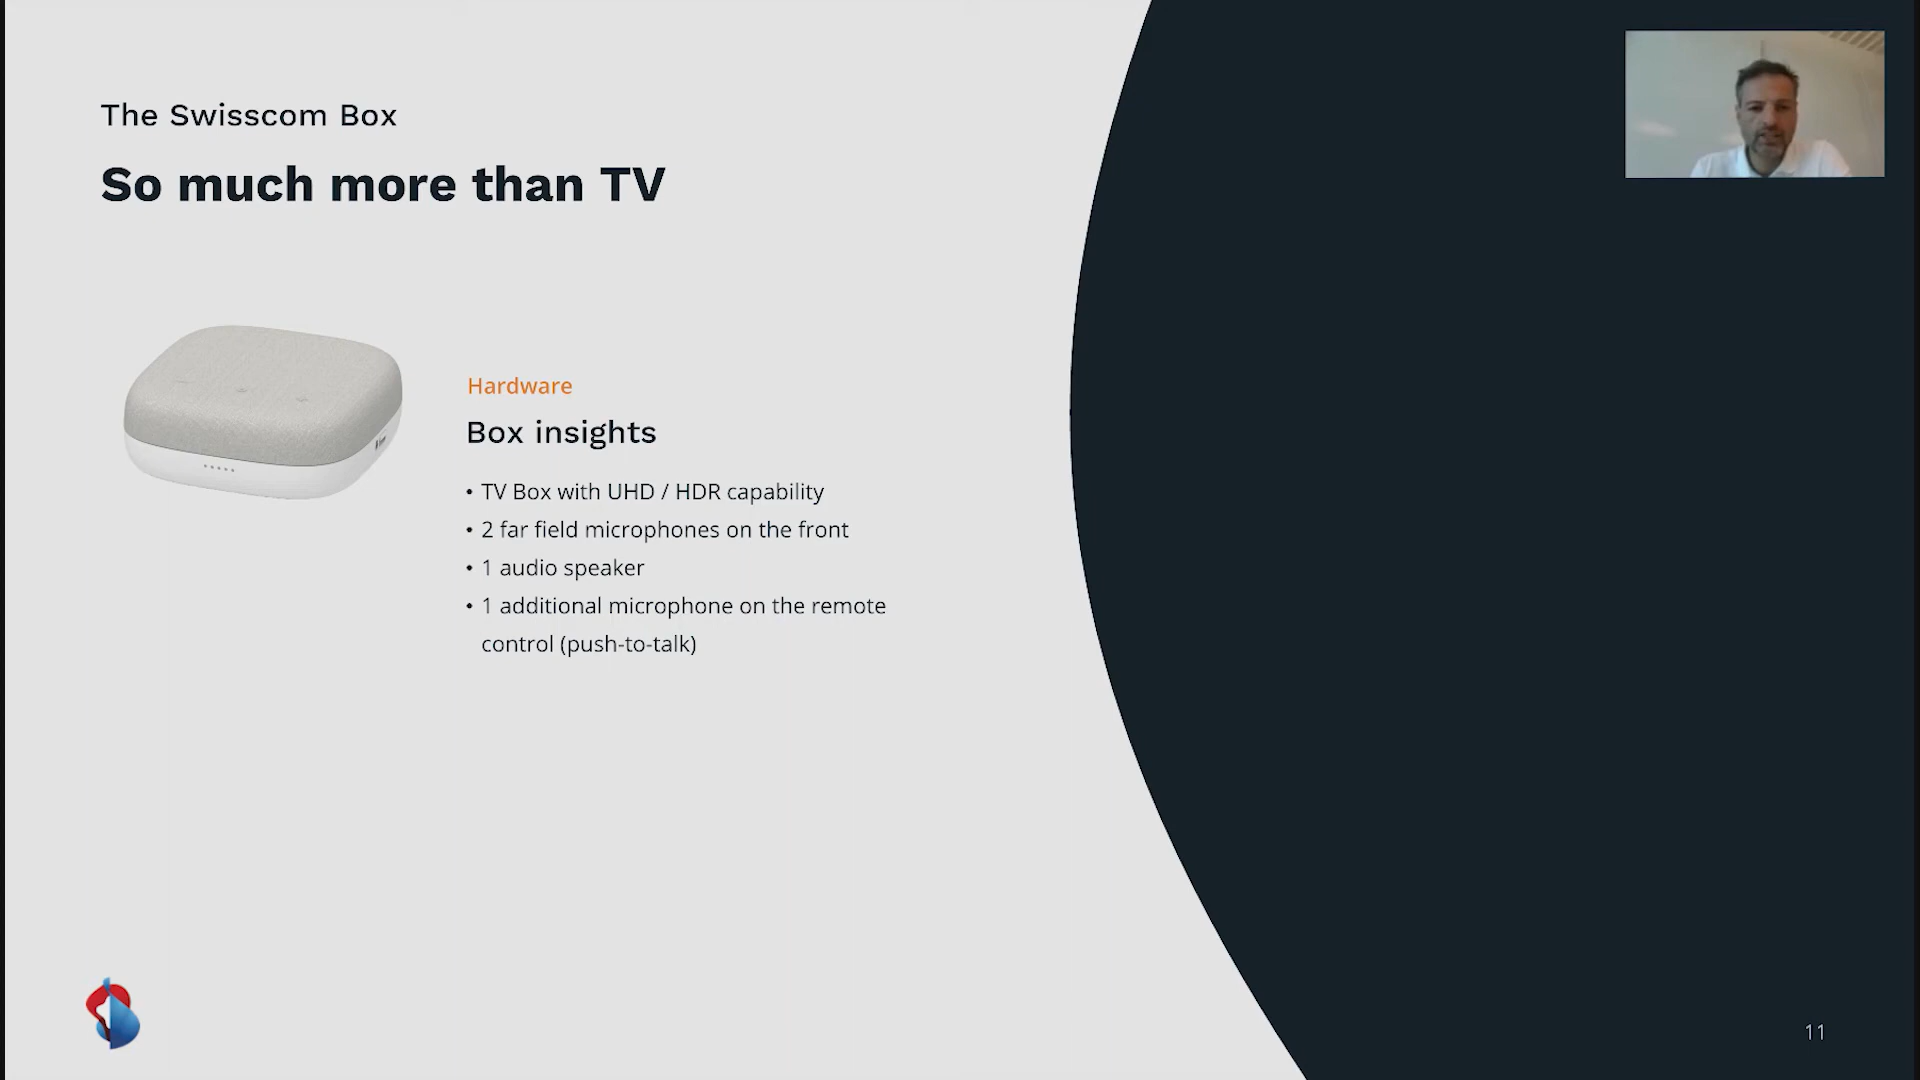 The Swisscom Box
So much more than TV
Hardware
Box insights
• TV Box with UHD / HDR capability
• 2 far field microphones on the front
• 1 audio speaker
• 1 additional microphone on the remote
control (push-to-talk)
11